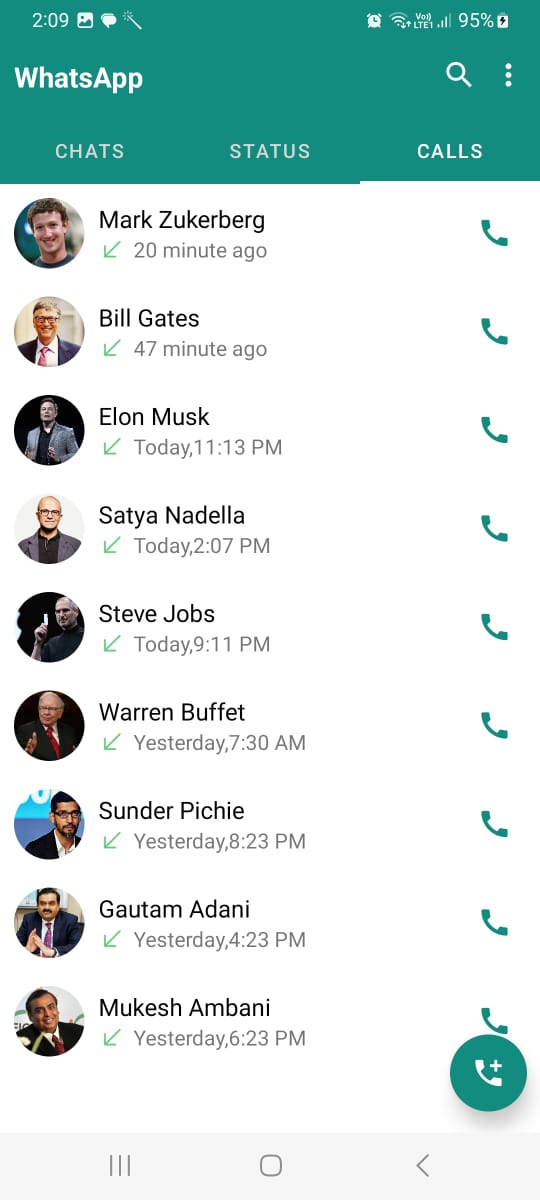 2:09 Vo) LTE1 95%
WhatsApp
CHATS STATUS CALLS
Mark Zukerberg
20 minute ago
Bill Gates
47 minute ago
Elon Musk
Today,11:13 PM
Satya Nadella
Today,2:07 PM
Steve Jobs
Today,9:11 PM
Warren Buffet
Yesterday,7:30 AM
Sunder Pichie
Yesterday,8:23 PM
Gautam Adani
Yesterday,4:23 PM
Mukesh Ambani
Yesterday,6:23 PM